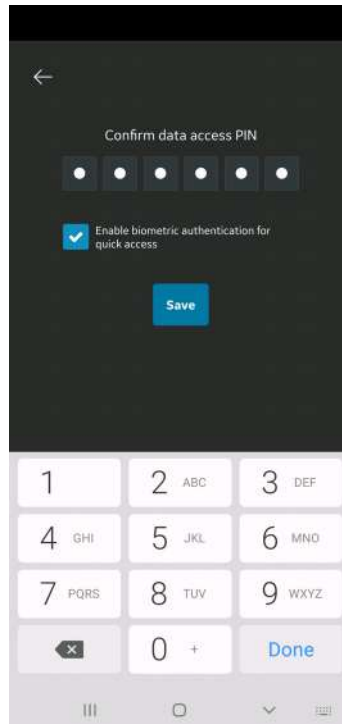 Confirm data access PIN
Enable biometric authentication for
quick access
Save
1
2 ABC
3 DEF
4 GHI
5 JKL
6 MNO
7 PQRS
8 TUV
9 WXYZ
0 +
Done